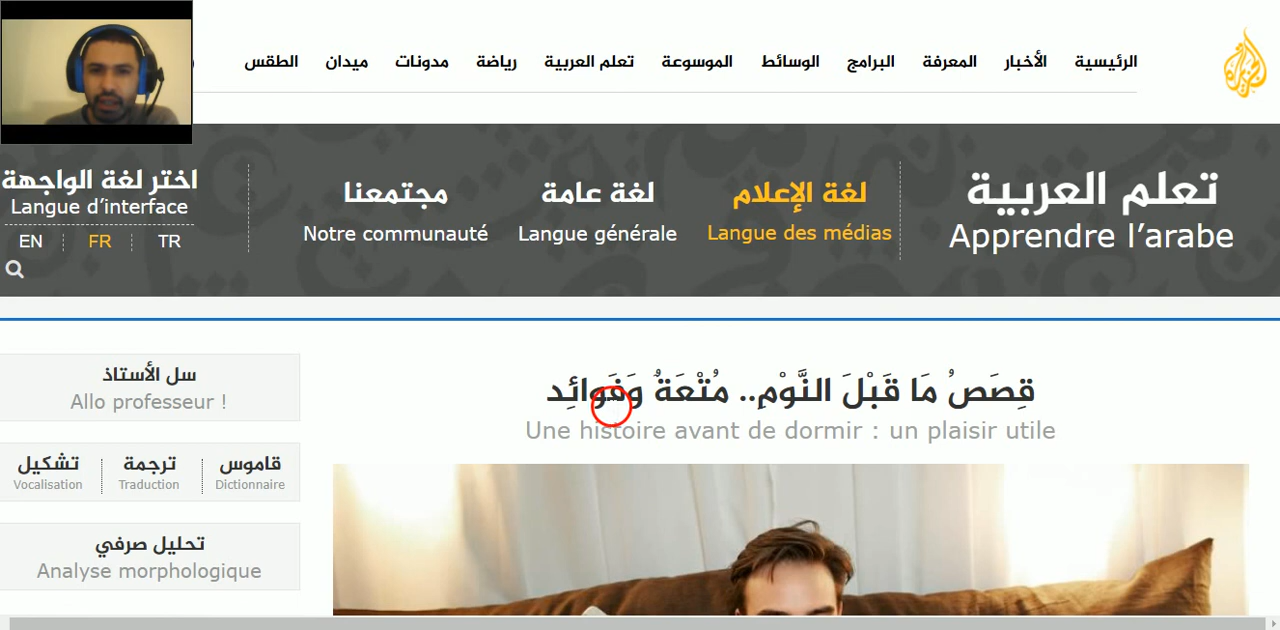 الرئيسية الأخبار المعرفة البرامج الوسائط الموسوعة تعلم العربية رياضة مدونات ميدان الطقس
الجزيرة
تعلم العربية
Apprendre l’arabe
لغة الإعلام
Langue des médias
لغة عامة
Langue générale
مجتمعنا
Notre communauté
اختر لغة الواجهة
Langue d’interface
EN FR TR
قِصَصُ مَا قَبْلَ النَّوْمِ.. مُتْعَةٌ وَفَوائِد
Une histoire avant de dormir : un plaisir utile
سل الأستاذ
Allo professeur !
قاموس
Dictionnaire
ترجمة
Traduction
تشكيل
Vocalisation
تحليل صرفي
Analyse morphologique